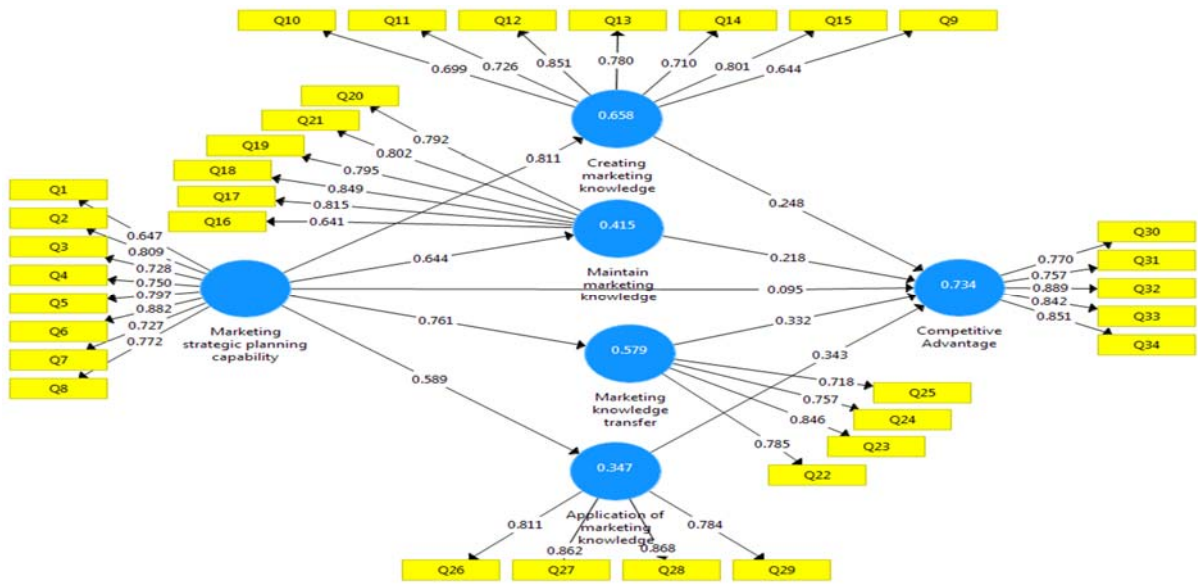 Q10 Q11 Q12 Q13 Q14 Q15 Q9
0.699 0.726 0.851 0.780 0.710 0.801 0.644
0.658
Creating
marketing
knowledge
Q20
Q21
Q19
Q18
Q17
Q16
0.792
0.802
0.795
0.849
0.815
0.641
0.415
Maintain
marketing
knowledge
Q1
Q2
Q3
Q4
Q5
Q6
Q7
Q8
0.647
0.809
0.728
0.750
0.797
0.882
0.727
0.772
Marketing
strategic planning
capability
0.811
0.644
0.095
0.761
0.589
0.248
0.218
0.332
0.343
0.734
Competitive
Advantage
0.770
0.757
0.889
0.842
0.851
Q30
Q31
Q32
Q33
Q34
0.579
Marketing
knowledge
transfer
0.718
0.757
0.846
0.785
Q25
Q24
Q23
Q22
0.347
Application of
marketing
knowledge
0.811 0.862 0.868 0.784
Q26 Q27 Q28 Q29